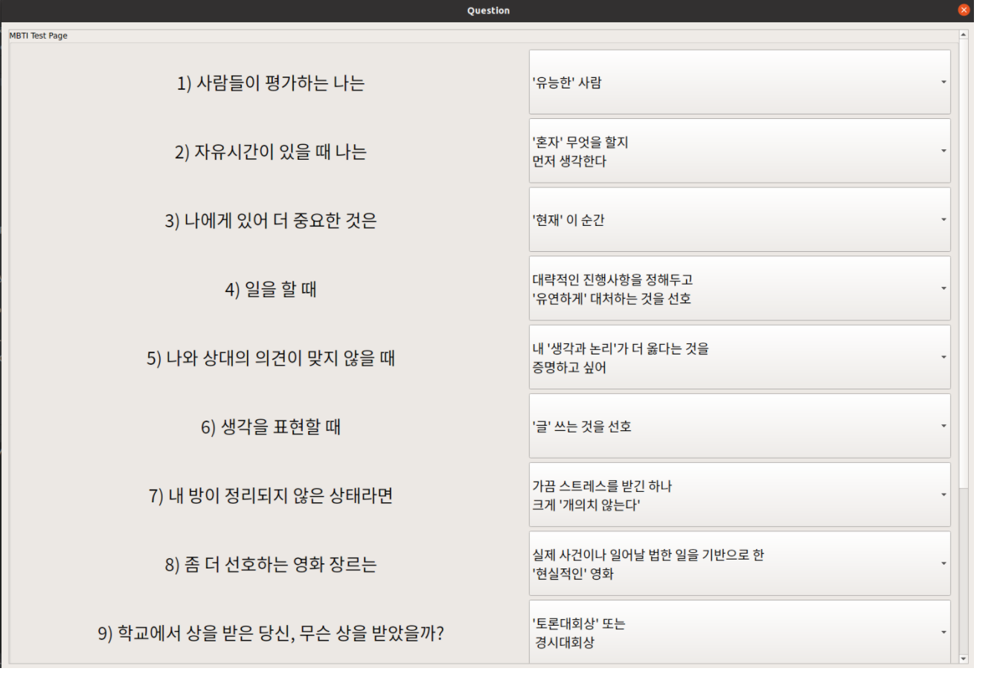 Question
MBTI Test Page
1) 사람들이 평가하는 나는
'유능한' 사람
2) 자유시간이 있을 때 나는
'혼자' 무엇을 할지
먼저 생각한다
3) 나에게 있어 더 중요한 것은
'현재' 이 순간
4) 일을 할 때
대략적인 진행사항을 정해두고
'유연하게' 대처하는 것을 선호
5) 나와 상대의 의견이 맞지 않을 때
내 '생각과 논리'가 더 옳다는 것을
증명하고 싶어
6) 생각을 표현할 때
'글' 쓰는 것을 선호
7) 내 방이 정리되지 않은 상태라면
가끔 스트레스를 받긴 하나
크게 '개의치 않는다'
8) 좀 더 선호하는 영화 장르는
실제 사건이나 일어날 법한 일을 기반으로 한
'현실적인' 영화
9) 학교에서 상을 받은 당신, 무슨 상을 받았을까?
'토론대회상' 또는
경시대회상